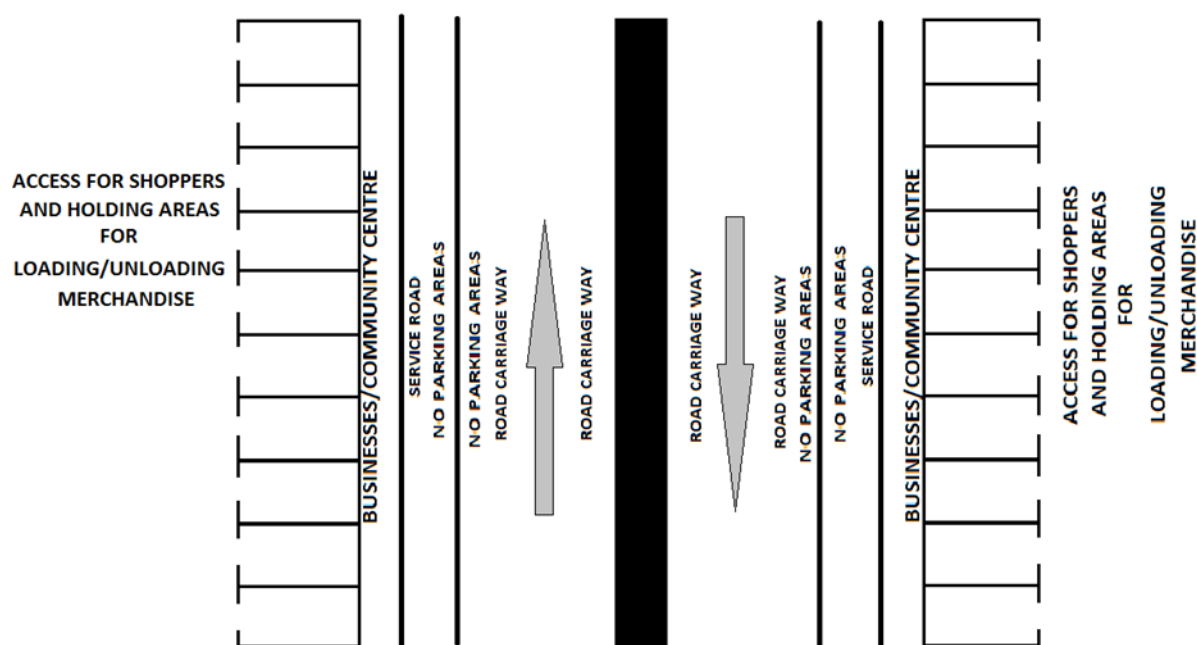 ACCESS FOR SHOPPERS
AND HOLDING AREAS
FOR
LOADING/UNLOADING
MERCHANDISE
BUSINESSES/COMMUNITY CENTRE
SERVICE ROAD
NO PARKING AREAS
NO PARKING AREAS
ROAD CARRIAGE WAY
ROAD CARRIAGE WAY
ROAD CARRIAGE WAY
ROAD CARRIAGE WAY
NO PARKING AREAS
NO PARKING AREAS
SERVICE ROAD
BUSINESSES/COMMUNITY CENTRE
ACCESS FOR SHOPPERS
AND HOLDING AREAS
FOR
LOADING/UNLOADING
MERCHANDISE